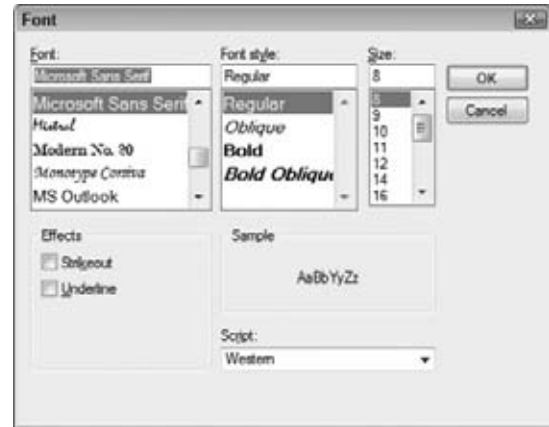 Font
Font: Font style: Size:
Microsoft Sans Serif Regular 8 OK
Microsoft Sans Serif Regular 8 Cancel
Mistral Oblique 9
Modern No. 20 Bold 10
Monotype Corsiva Bold Oblique 11
MS Outlook 12
14
16
Effects Sample
Strikeout AaBbYyZz
Underline
Script:
Western